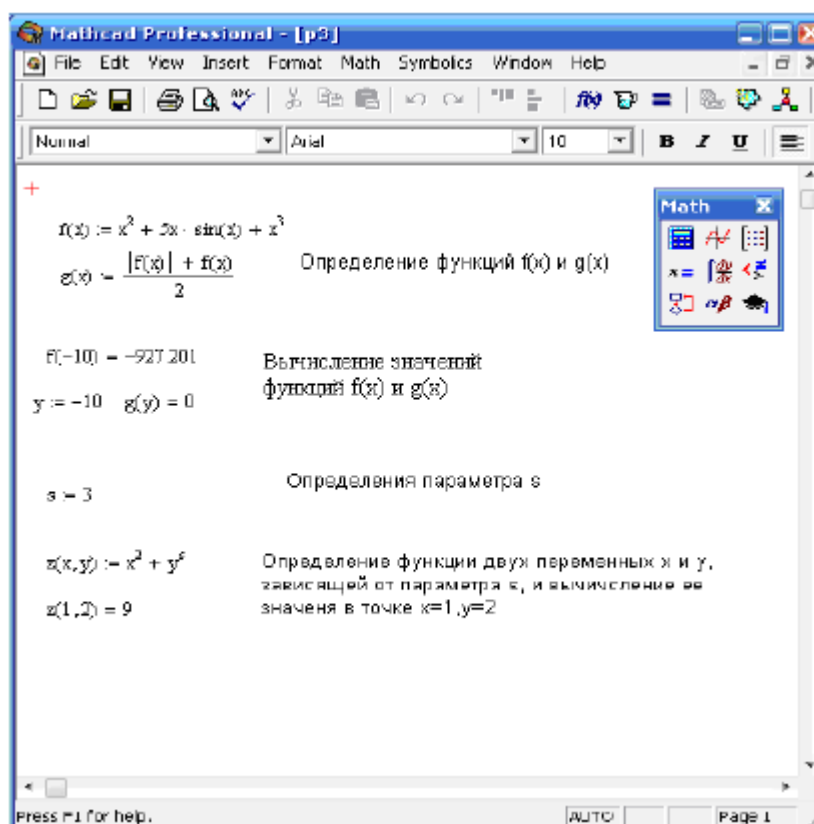 Mathcad Professional - [p3]
File Edit View Insert Format Math Symbolics Window Help
Normal Arial 10 B I U
f(x) := x² + 5x · sin(x) + x³
g(x) := (|f(x)| + f(x)) / 2
Определение функций f(x) и g(x)
Math
f(-10) = -927.201
Вычисление значений
функций f(x) и g(x)
y := -10 g(y) = 0
Определения параметра s
s := 3
z(x,y) := x² + yˢ
Определение функции двух переменных x и y,
зависящей от параметра s, и вычичисление ее
z(1,2) = 9
значеня в точке x=1,y=2
Press F1 for help.
AUTO
Page 1